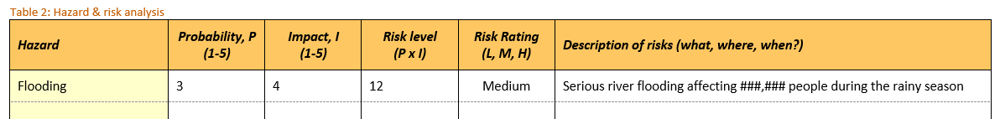 Table 2: Hazard & risk analysis
Hazard
Probability, P
(1-5)
Impact, I
(1-5)
Risk level
(P x I)
Risk Rating
(L, M, H)
Description of risks (what, where, when?)
Flooding 3 4 12 Medium Serious river flooding affecting ###,### people during the rainy season